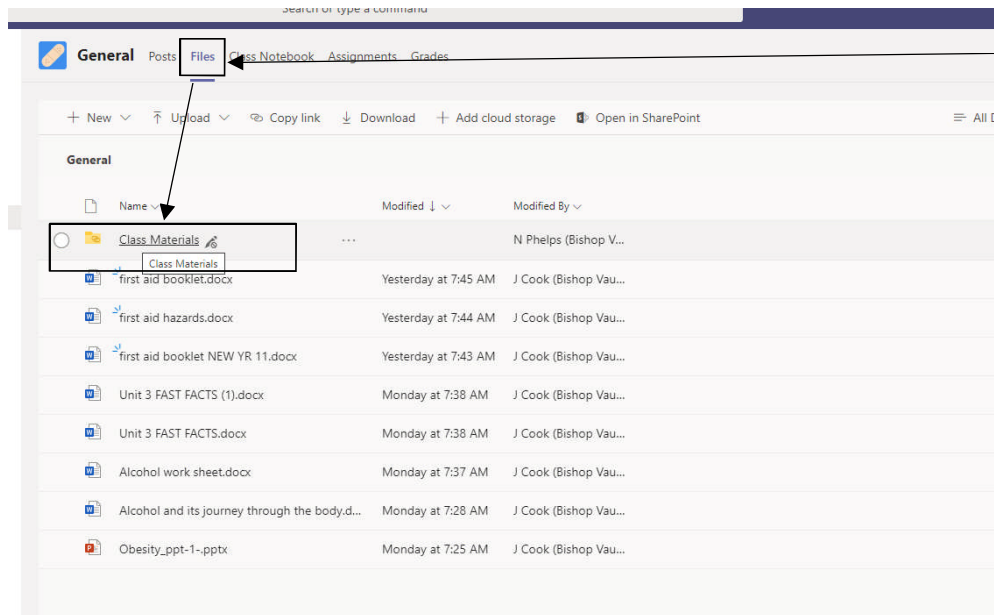 Search or type a command
General Posts Files Class Notebook Assignments Grades
New Upload Copy link Download Add cloud storage Open in SharePoint All
General
Name Modified Modified By
Class Materials ... N Phelps (Bishop V...
Class Materials
first aid booklet.docx Yesterday at 7:45 AM J Cook (Bishop Vau...
first aid hazards.docx Yesterday at 7:44 AM J Cook (Bishop Vau...
first aid booklet NEW YR 11.docx Yesterday at 7:43 AM J Cook (Bishop Vau...
Unit 3 FAST FACTS (1).docx Monday at 7:38 AM J Cook (Bishop Vau...
Unit 3 FAST FACTS.docx Monday at 7:38 AM J Cook (Bishop Vau...
Alcohol work sheet.docx Monday at 7:37 AM J Cook (Bishop Vau...
Alcohol and its journey through the body.d... Monday at 7:28 AM J Cook (Bishop Vau...
Obesity_ppt-1-.pptx Monday at 7:25 AM J Cook (Bishop Vau...